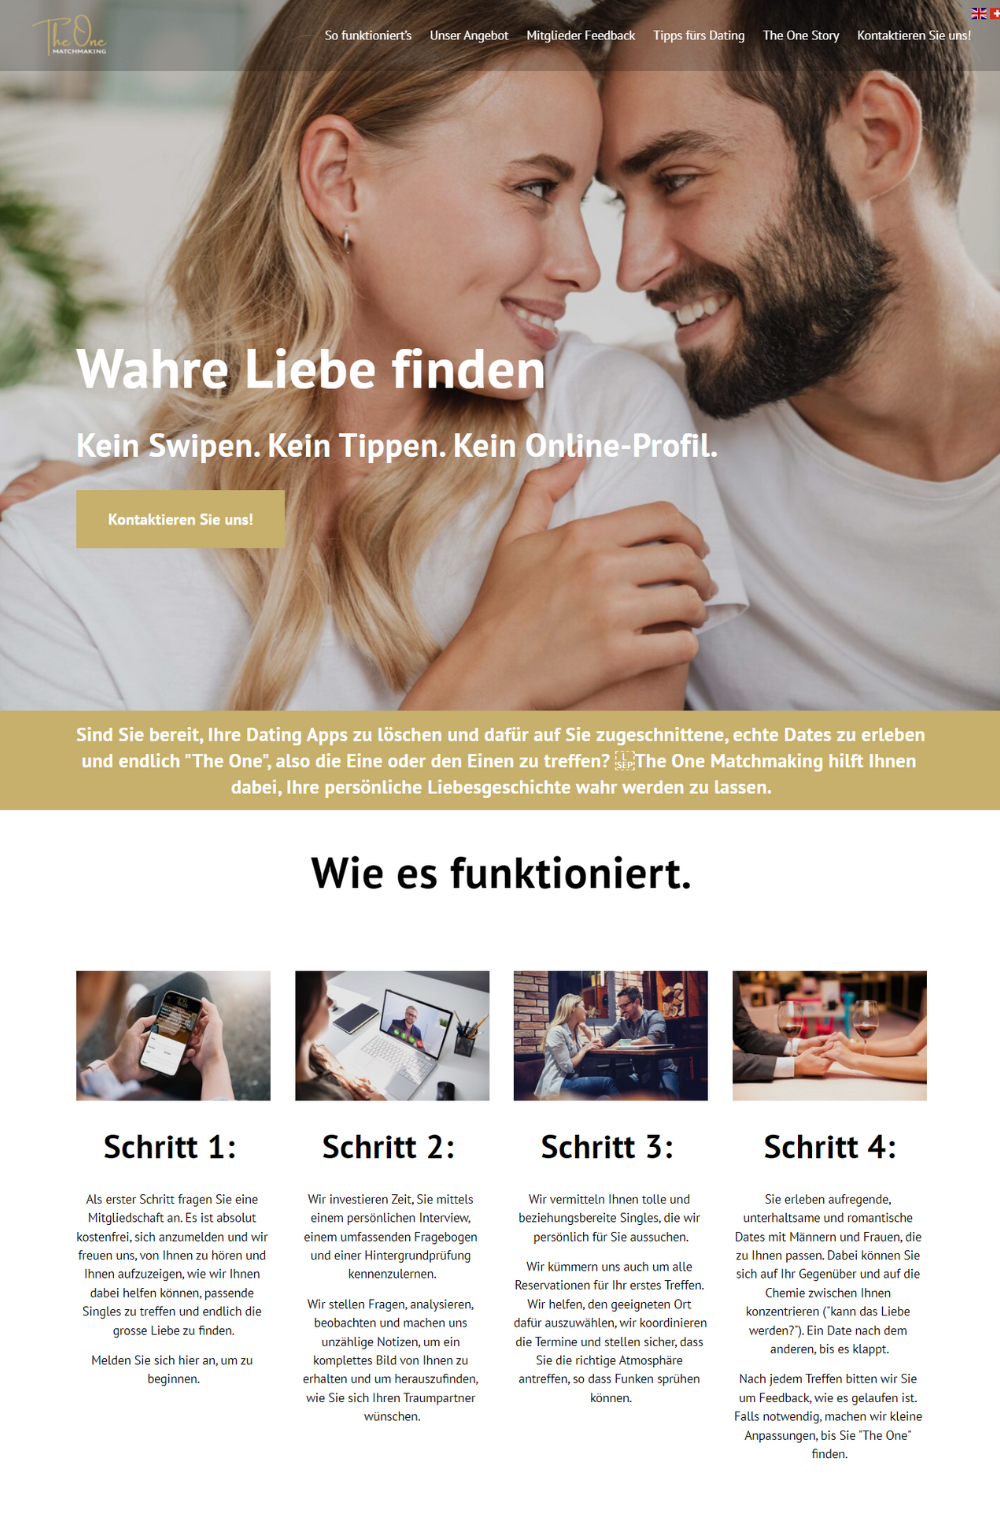 The One
MATCHMAKING
So funktioniert's
Unser Angebot
Mitglieder Feedback
Tipps fürs Dating
The One Story
Kontaktieren Sie uns!
Wahre Liebe finden
Kein Swipen. Kein Tippen. Kein Online-Profil.
Kontaktieren Sie uns!
Sind Sie bereit, Ihre Dating Apps zu löschen und dafür auf Sie zugeschnittene, echte Dates zu erleben
und endlich "The One", also die Eine oder den Einen zu treffen? L SEP The One Matchmaking hilft Ihnen
dabei, Ihre persönliche Liebesgeschichte wahr werden zu lassen.
Wie es funktioniert.
Schritt 1:
Als erster Schritt fragen Sie eine
Mitgliedschaft an. Es ist absolut
kostenfrei, sich anzumelden und wir
freuen uns, von Ihnen zu hören und
Ihnen aufzuzeigen, wie wir Ihnen
dabei helfen können, passende
Singles zu treffen und endlich die
grosse Liebe zu finden.
Melden Sie sich hier an, um zu
beginnen.
Schritt 2:
Wir investieren Zeit, Sie mittels
einem persönlichen Interview,
einem umfassenden Fragebogen
und einer Hintergrundprüfung
kennenzulernen.
Wir stellen Fragen, analysieren,
beobachten und machen uns
unzählige Notizen, um ein
komplettes Bild von Ihnen zu
erhalten und um herauszufinden,
wie Sie sich Ihren Traumpartner
wünschen.
Schritt 3:
Wir vermitteln Ihnen tolle und
beziehungsbereite Singles, die wir
persönlich für Sie aussuchen.
Wir kümmern uns auch um alle
Reservationen für Ihr erstes Treffen.
Wir helfen, den geeigneten Ort
dafür auszuwählen, wir koordinieren
die Termine und stellen sicher, dass
Sie die richtige Atmosphäre
antreffen, so dass Funken sprühen
können.
Schritt 4:
Sie erleben aufregende,
unterhaltsame und romantische
Dates mit Männern und Frauen, die
zu Ihnen passen. Dabei können Sie
sich auf Ihr Gegenüber und auf die
Chemie zwischen Ihnen
konzentrieren ("kann das Liebe
werden?"). Ein Date nach dem
anderen, bis es klappt.
Nach jedem Treffen bitten wir Sie
um Feedback, wie es gelaufen ist.
Falls notwendig, machen wir kleine
Anpassungen, bis Sie "The One"
finden.